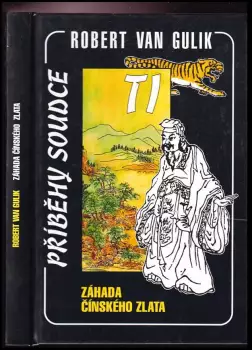 ROBERT VAN GULIK
PŘÍBĚHY SOUDCE
TI
ZÁHADA
ČÍNSKÉHO ZLATA
ROBERT VAN GULIK ZÁHADA ČÍNSKÉHO ZLATA